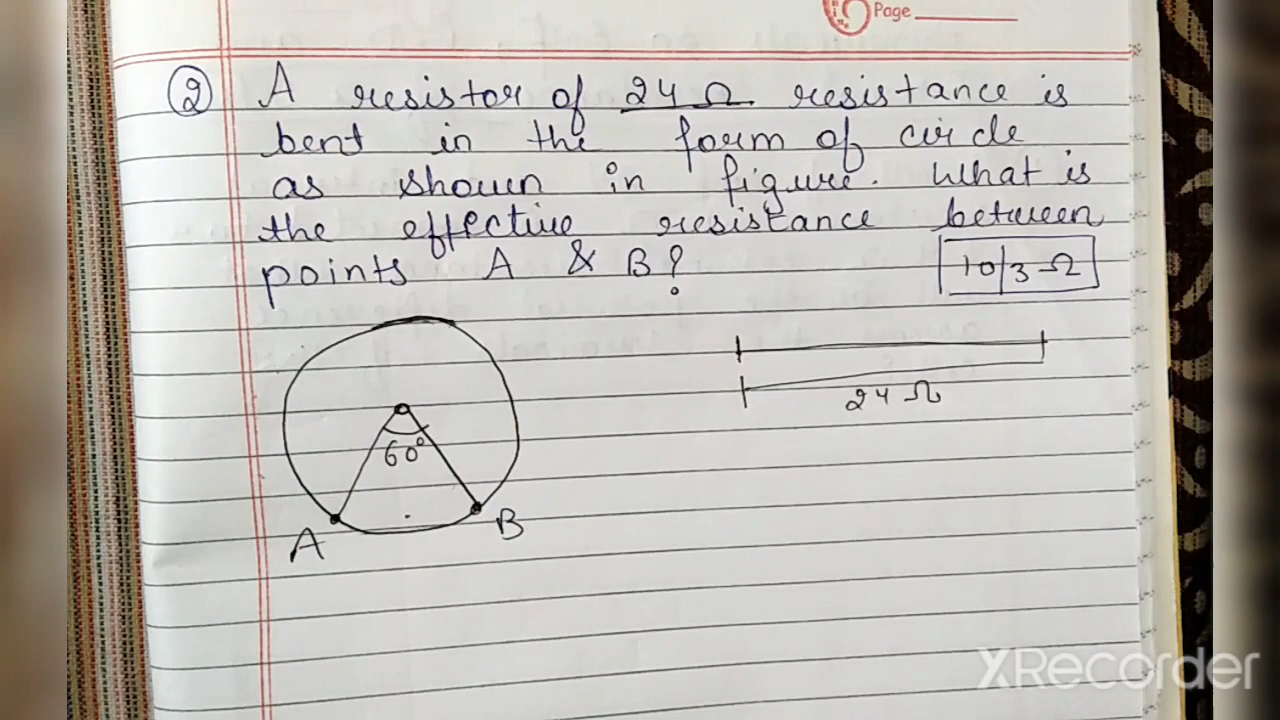 Page
② A resistor of 24 Ω resistance is
bent in the form of circle
as shown in figure. What is
the effective resistance between
points A & B?
10/3 Ω
24 Ω
60°
A
B
XRecorder